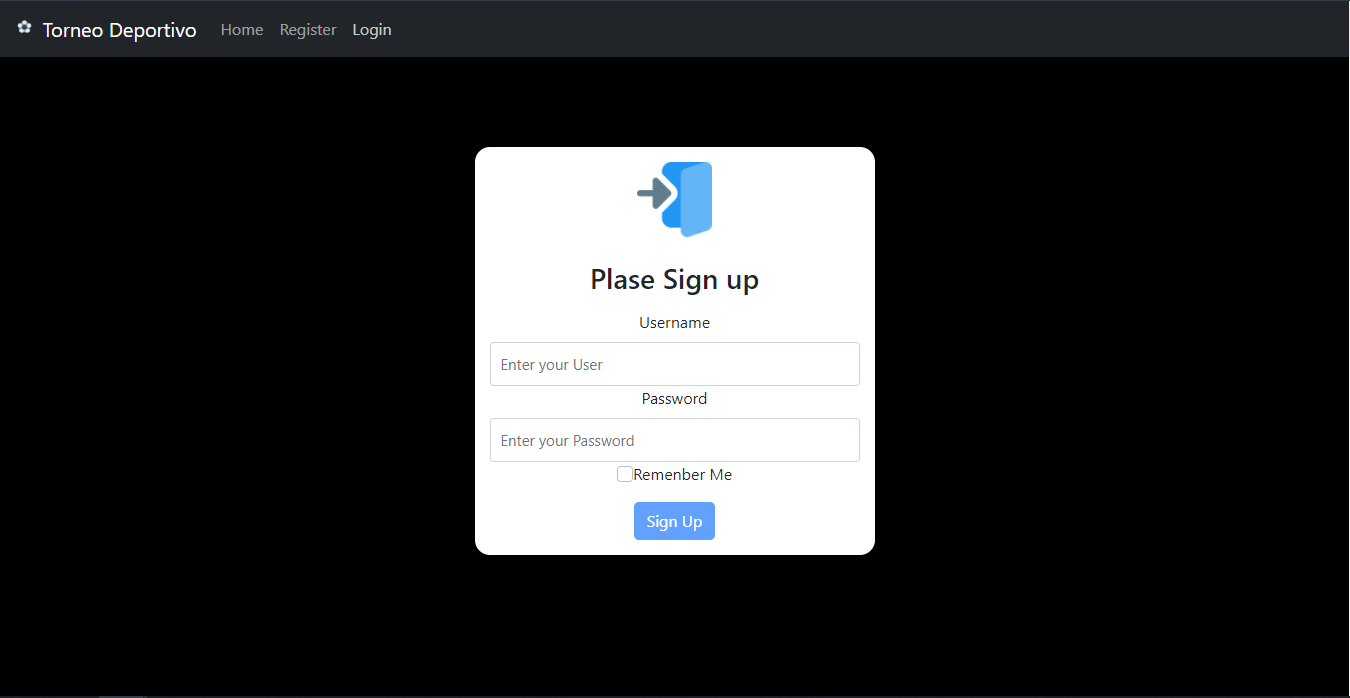 Torneo Deportivo Home Register Login
Plase Sign up
Username
Enter your User
Password
Enter your Password
Remenber Me
Sign Up